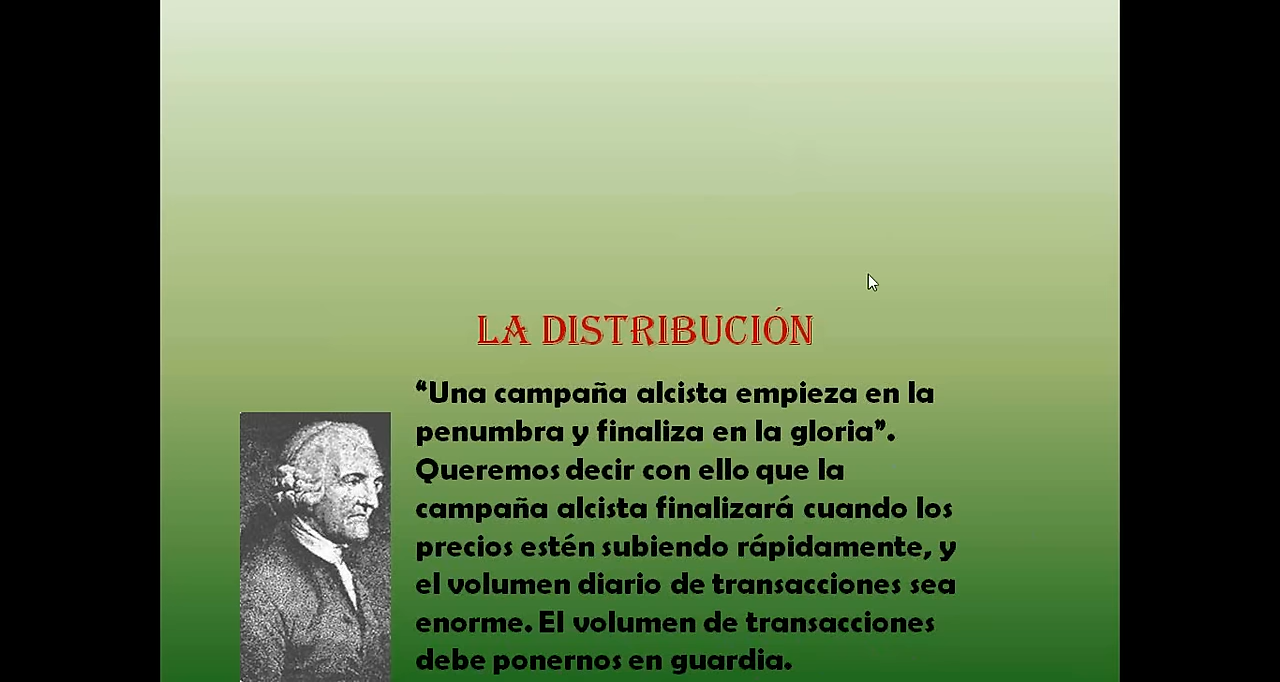 LA DISTRIBUCIÓN
“Una campaña alcista empieza en la
penumbra y finaliza en la gloria”.
Queremos decir con ello que la
campaña alcista finalizará cuando los
precios estén subiendo rápidamente, y
el volumen diario de transacciones sea
enorme. El volumen de transacciones
debe ponernos en guardia.